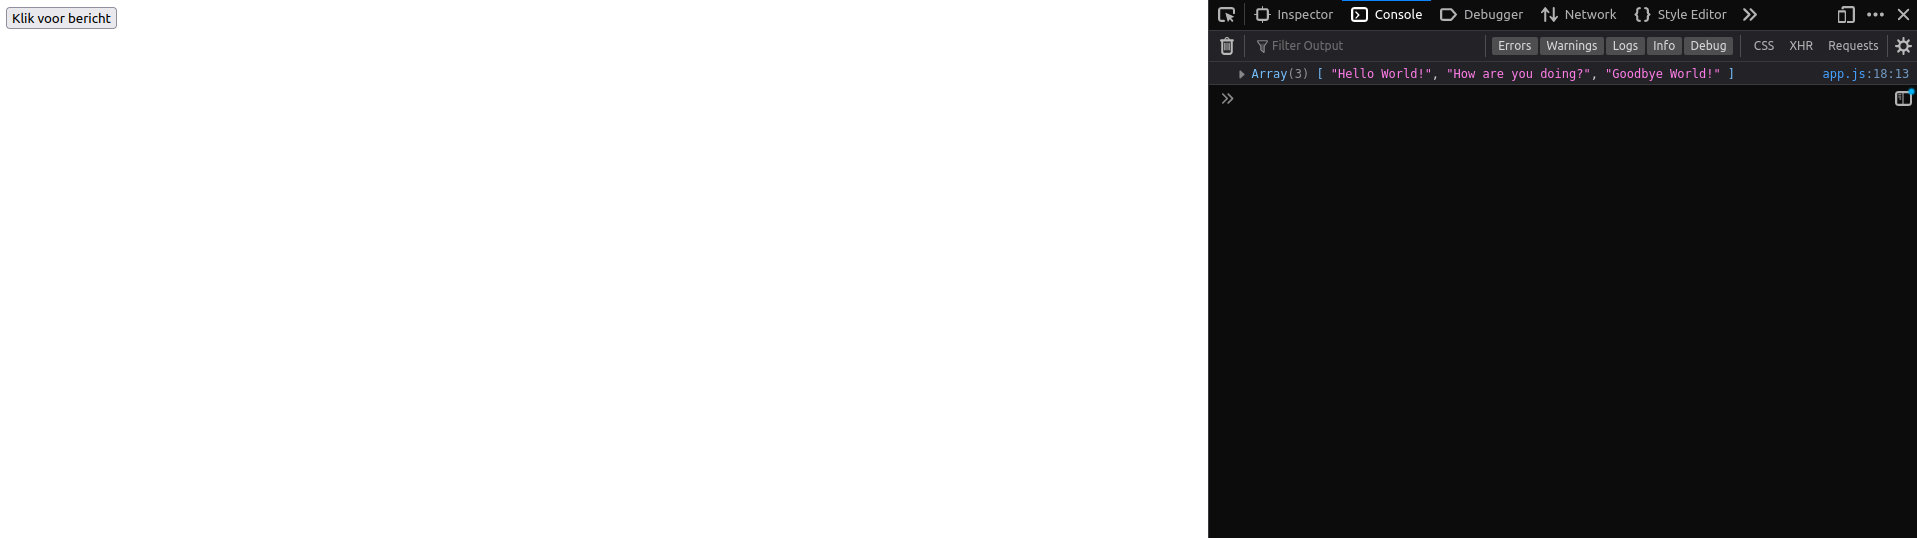 Klik voor bericht
Inspector Console Debugger Network Style Editor
Filter Output Errors Warnings Logs Info Debug CSS XHR Requests
Array(3) [ "Hello World!", "How are you doing?", "Goodbye World!" ] app.js:18:13